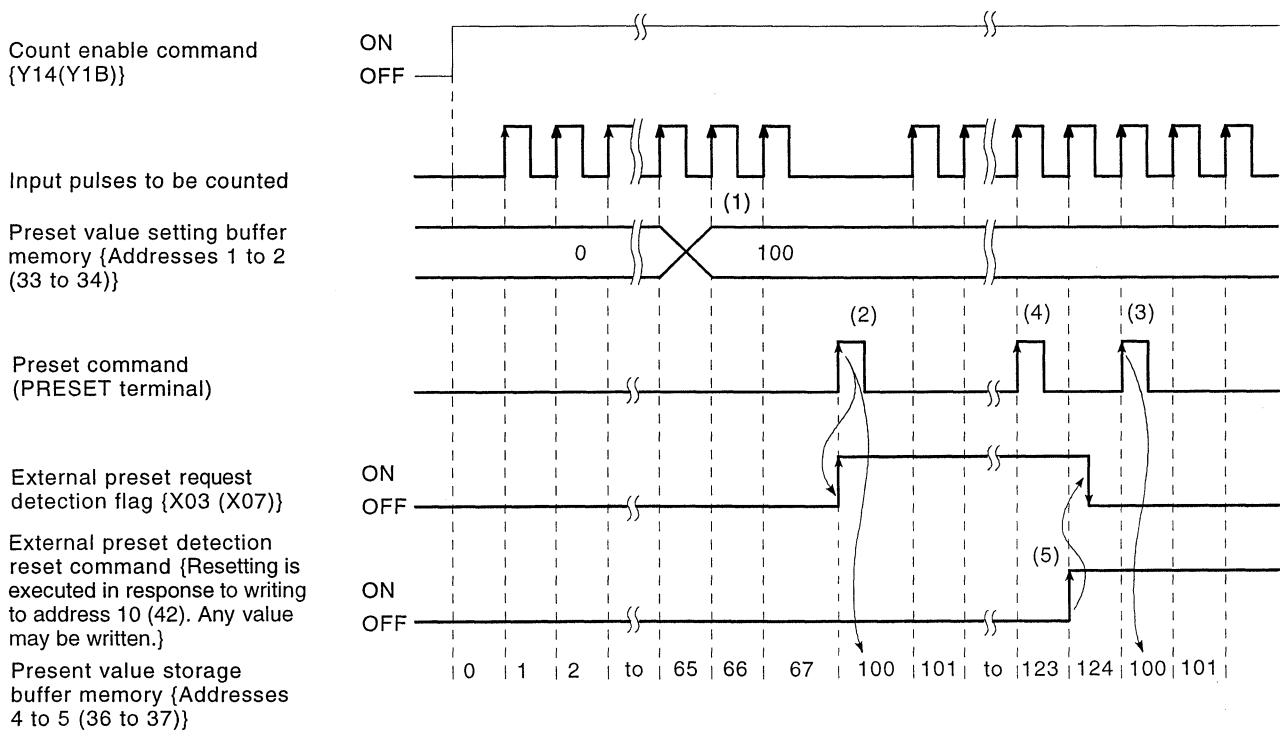 Count enable command
{Y14(Y1B)}
ON
OFF
Input pulses to be counted
(1)
Preset value setting buffer
memory {Addresses 1 to 2
(33 to 34)}
0
100
(2)
(4)
(3)
Preset command
(PRESET terminal)
External preset request
detection flag {X03 (X07)}
ON
OFF
External preset detection
reset command {Resetting is
executed in response to writing
to address 10 (42). Any value
may be written.}
(5)
ON
OFF
Present value storage
buffer memory {Addresses
4 to 5 (36 to 37)}
0 1 2 to 65 66 67 100 101 to 123 124 100 101